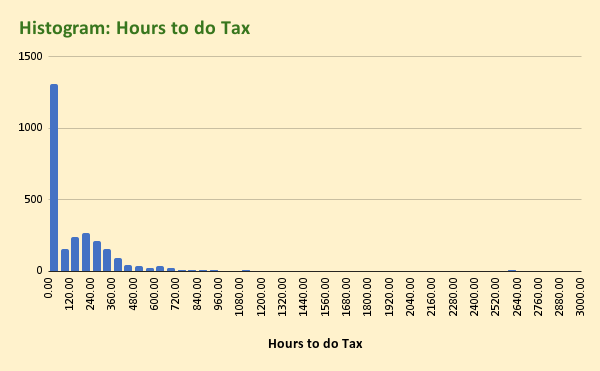 Histogram: Hours to do Tax
1500
1000
500
0
0.00 120.00 240.00 360.00 480.00 600.00 720.00 840.00 960.00 1080.00 1200.00 1320.00 1440.00 1560.00 1680.00 1800.00 1920.00 2040.00 2160.00 2280.00 2400.00 2520.00 2640.00 2760.00 2880.00 3000.00
Hours to do Tax